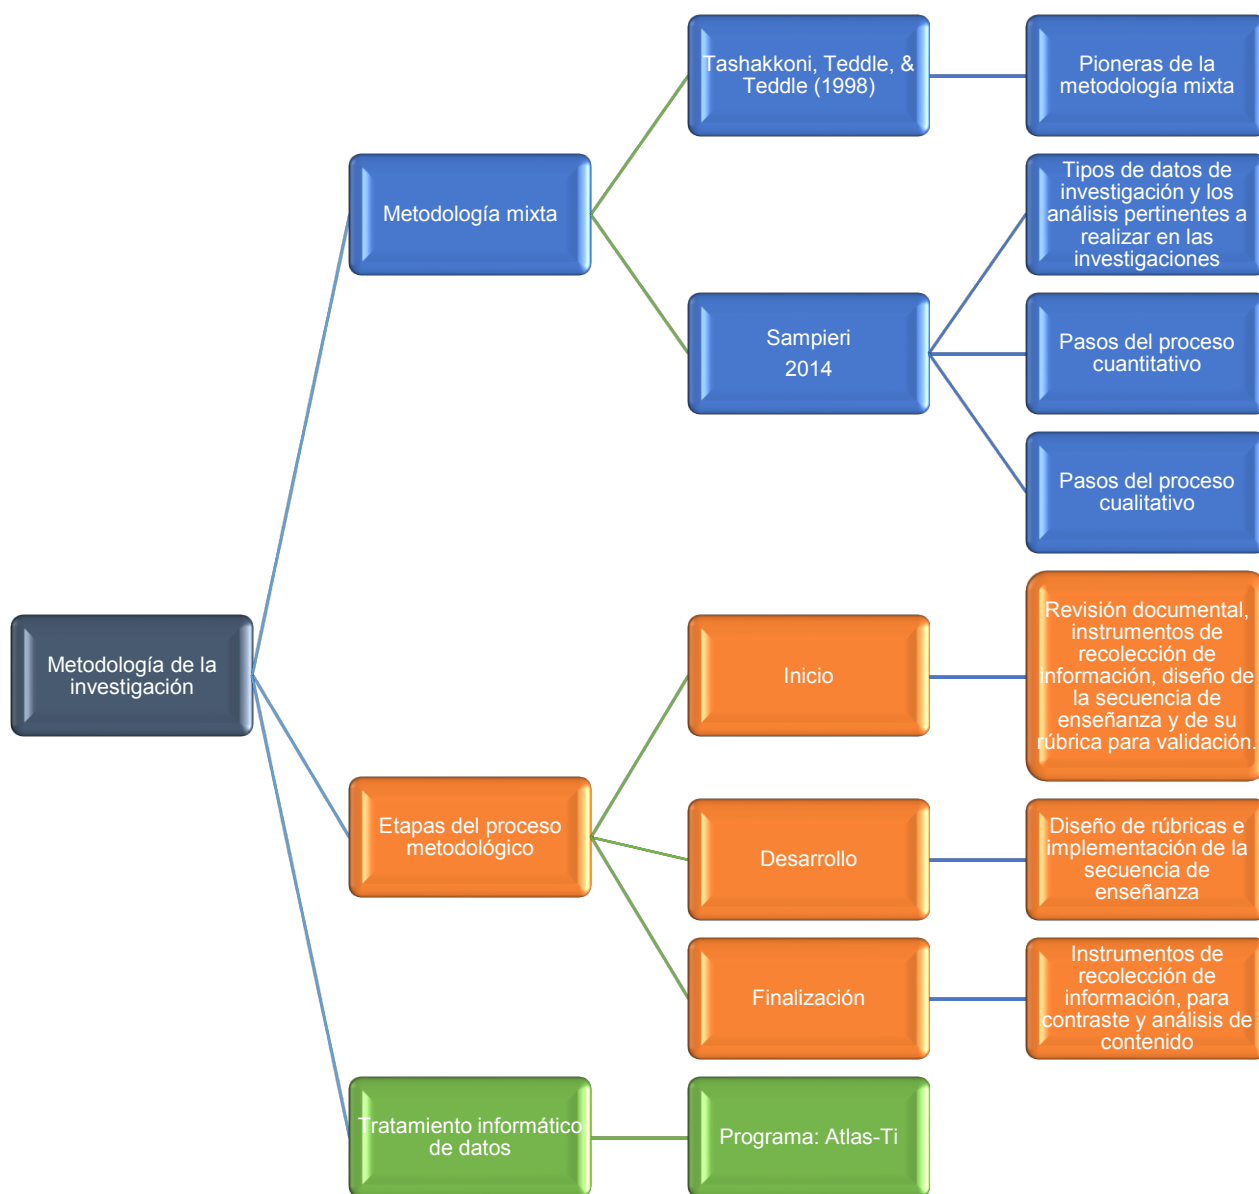 Tashakkoni, Teddle, &
Teddle (1998)
Pioneras de la
metodología mixta
Metodología mixta
Tipos de datos de
investigación y los
análisis pertinentes a
realizar en las
investigaciones
Sampieri
2014
Pasos del proceso
cuantitativo
Pasos del proceso
cualitativo
Metodología de la
investigación
Inicio
Revisión documental,
instrumentos de
recolección de
información, diseño de
la secuencia de
enseñanza y de su
rúbrica para validación.
Etapas del proceso
metodológico
Desarrollo
Diseño de rúbricas e
implementación de la
secuencia de
enseñanza
Finalización
Instrumentos de
recolección de
información, para
contraste y análisis de
contenido
Tratamiento informático
de datos
Programa: Atlas-Ti